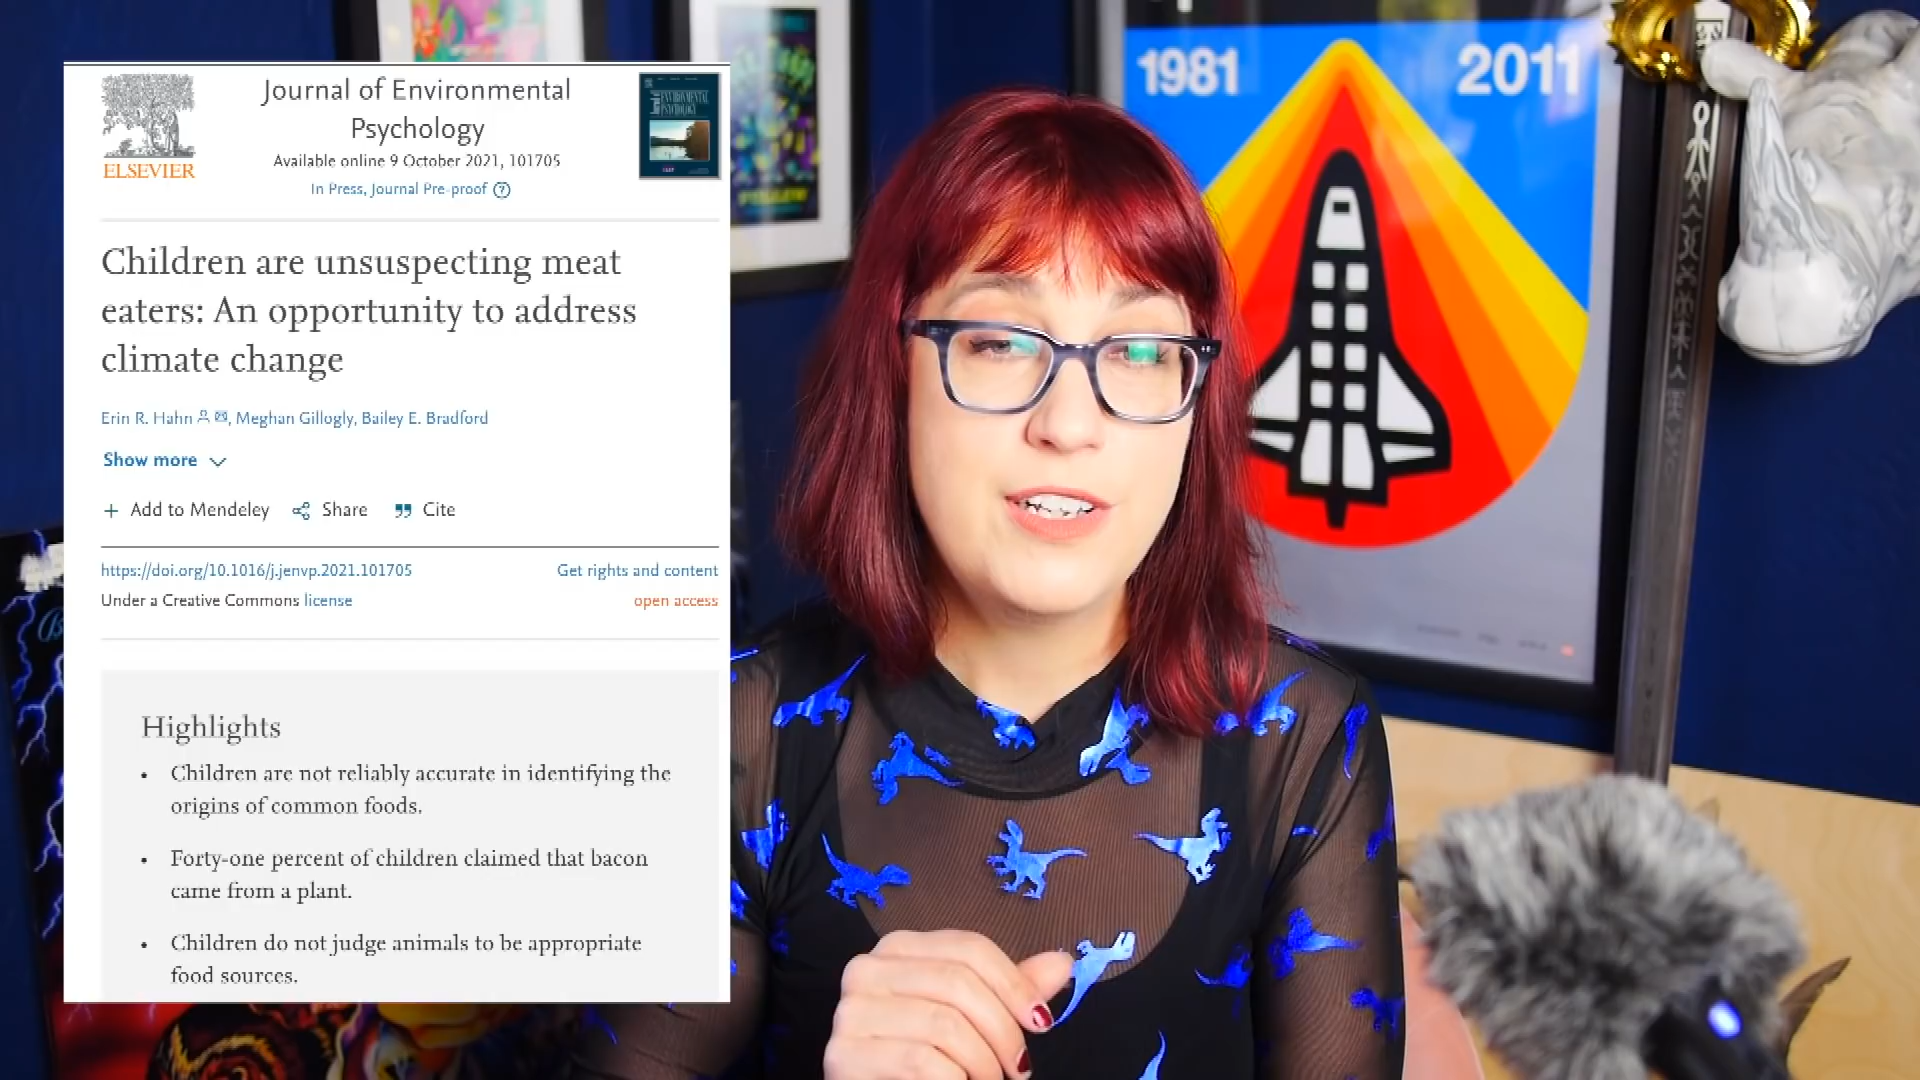 ELSEVIER
Journal of Environmental
Psychology
Available online 9 October 2021, 101705
In Press, Journal Pre-proof
Children are unsuspecting meat
eaters: An opportunity to address
climate change
Erin R. Hahn, Meghan Gillogly, Bailey E. Bradford
Show more
+ Add to Mendeley Share Cite
https://doi.org/10.1016/j.jenvp.2021.101705 Get rights and content
Under a Creative Commons license open access
Highlights
• Children are not reliably accurate in identifying the
origins of common foods.
• Forty-one percent of children claimed that bacon
came from a plant.
• Children do not judge animals to be appropriate
food sources.
1981 2011